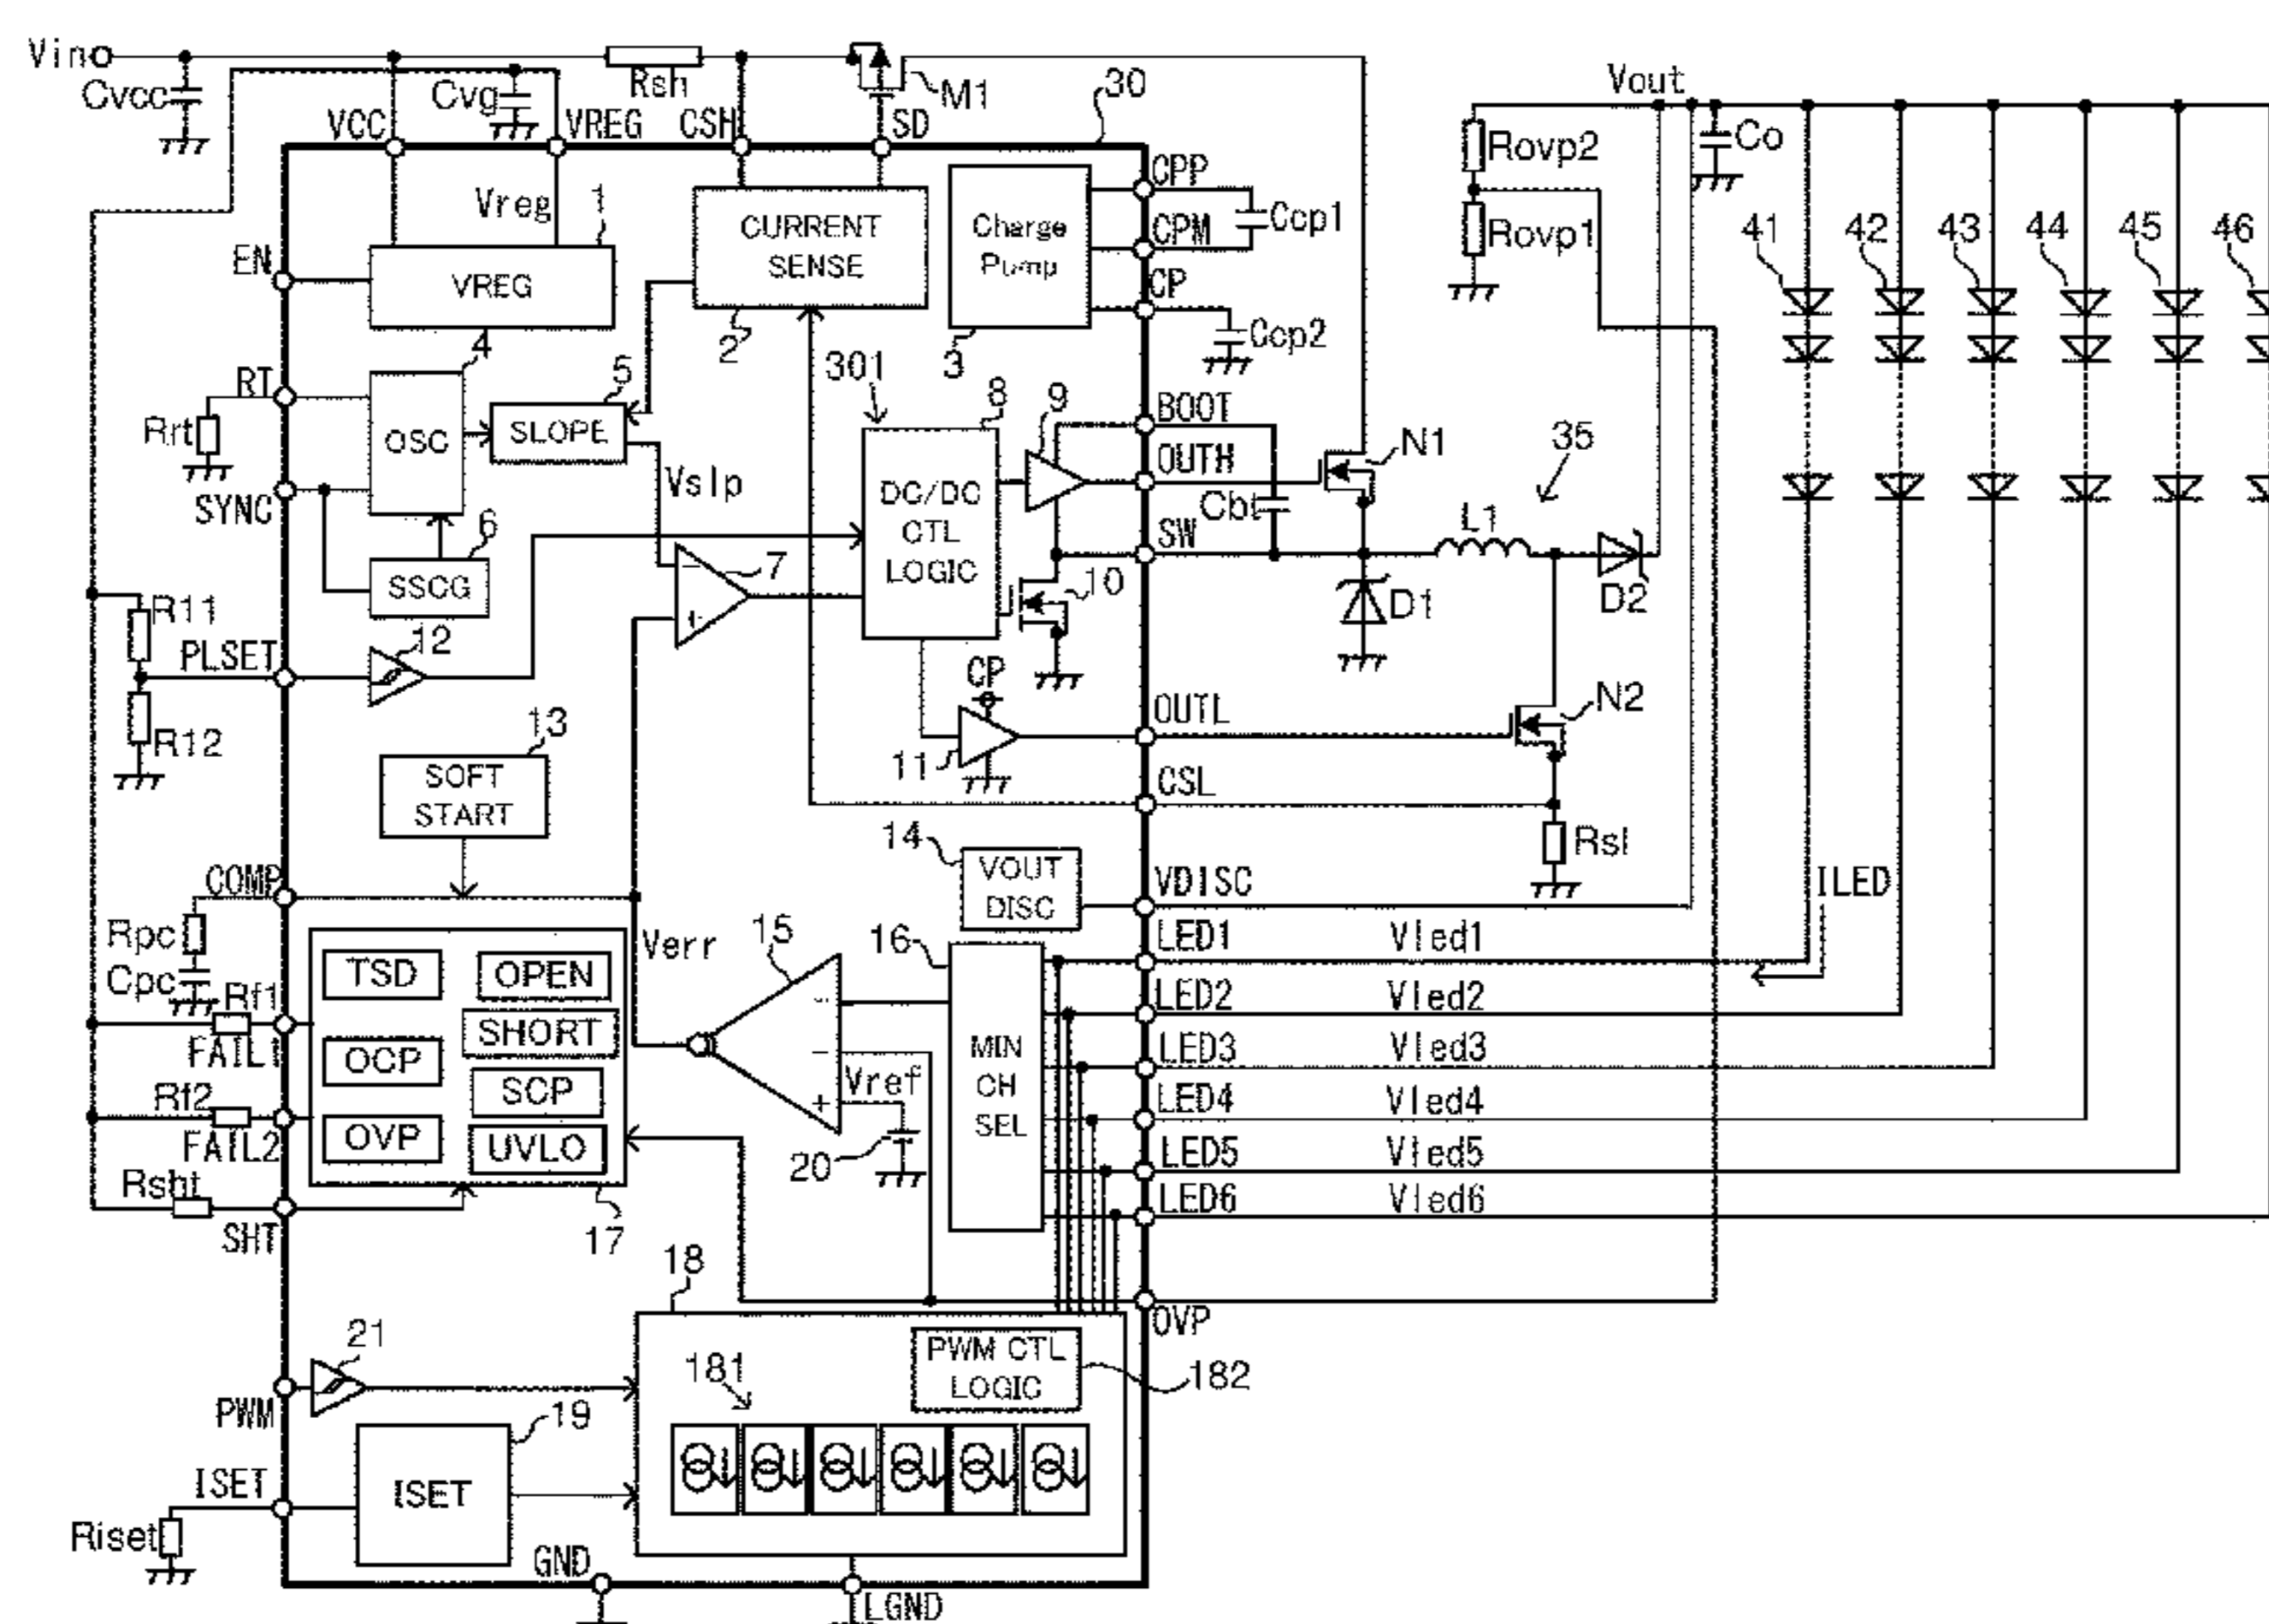 Vin
Cvcc
Cvg
Rsh
M1
30
Vout
VCC
VREG
CSH
SD
Rovp2
Co
Vreg
1
CURRENT
SENSE
2
Charge
Pump
3
CPP
CPM
CP
Ccp1
Ccp2
Rovp1
41
42
43
44
45
46
EN
VREG
4
5
301
8
9
BOOT
OUTH
N1
35
RT
Rrt
OSC
SLOPE
Vslp
DC/DC
CTL
LOGIC
Cbt
SW
L1
SYNC
6
SSCG
7
10
D1
D2
R11
PLSET
12
R12
CP
11
OUTL
N2
13
SOFT
START
CSL
Rsl
COMP
14
VOUT
DISC
VDISC
ILED
Rpc
Cpc
Verr
15
16
LED1
Vled1
Rf1
FAIL1
TSD
OPEN
SHORT
OCP
SCP
OVP
UVLO
17
LED2
Vled2
MIN
CH
SEL
LED3
Vled3
Vref
Rf2
FAIL2
20
LED4
Vled4
LED5
Vled5
Rsht
SHT
LED6
Vled6
18
OVP
21
PWM
181
PWM CTL
LOGIC
182
19
ISET
ISET
Riset
GND
LGND